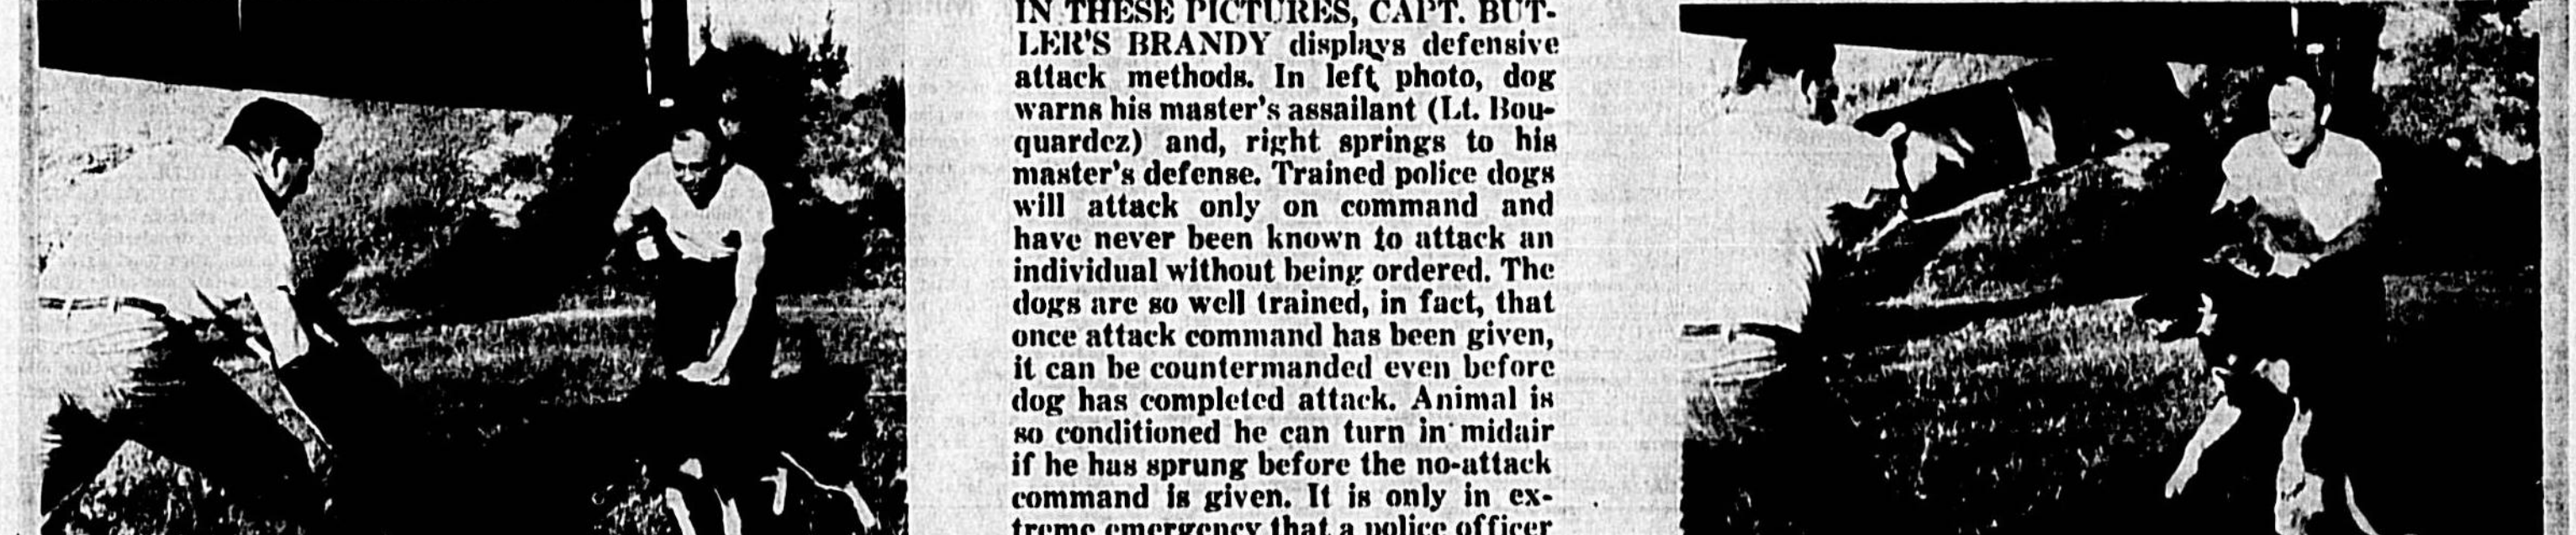 IN THESE PICTURES, CAPT. BUT-
LER'S BRANDY displays defensive
attack methods. In left photo, dog
warns his master's assailant (Lt. Bou-
quardez) and, right springs to his
master's defense. Trained police dogs
will attack only on command and
have never been known to attack an
individual without being ordered. The
dogs are so well trained, in fact, that
once attack command has been given,
it can be countermanded even before
dog has completed attack. Animal is
so conditioned he can turn in midair
if he has sprung before the no-attack
command is given. It is only in ex-
treme emergency that a police officer